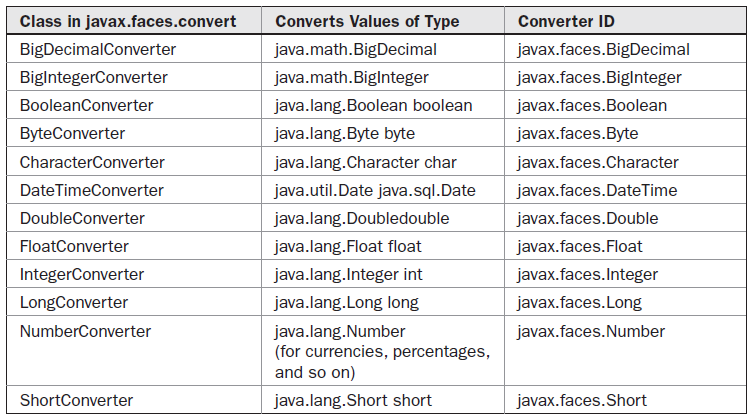 Class in javax.faces.convert Converts Values of Type Converter ID
BigDecimalConverter java.math.BigDecimal javax.faces.BigDecimal
BigIntegerConverter java.math.BigInteger javax.faces.BigInteger
BooleanConverter java.lang.Boolean boolean javax.faces.Boolean
ByteConverter java.lang.Byte byte javax.faces.Byte
CharacterConverter java.lang.Character char javax.faces.Character
DateTimeConverter java.util.Date java.sql.Date javax.faces.DateTime
DoubleConverter java.lang.Doubledouble javax.faces.Double
FloatConverter java.lang.Float float javax.faces.Float
IntegerConverter java.lang.Integer int javax.faces.Integer
LongConverter java.lang.Long long javax.faces.Long
NumberConverter java.lang.Number javax.faces.Number
(for currencies, percentages,
and so on)
ShortConverter java.lang.Short short javax.faces.Short